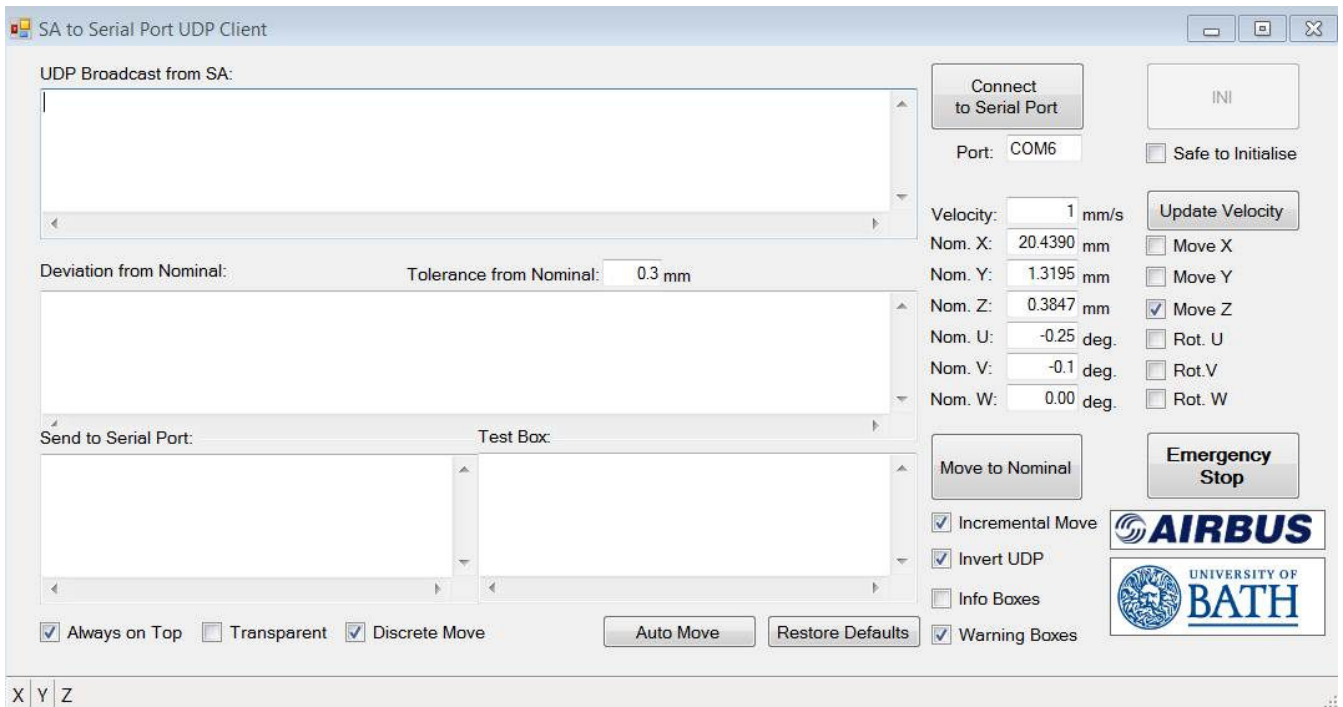 SA to Serial Port UDP Client
UDP Broadcast from SA:
Connect
to Serial Port
INI
Port: COM6
Safe to Initialise
Velocity: 1 mm/s
Update Velocity
Nom. X: 20.4390 mm
Move X
Deviation from Nominal:
Tolerance from Nominal: 0.3 mm
Nom. Y: 1.3195 mm
Move Y
Nom. Z: 0.3847 mm
Move Z
Nom. U: -0.25 deg.
Rot. U
Nom. V: -0.1 deg.
Rot.V
Nom. W: 0.00 deg.
Rot. W
Send to Serial Port:
Test Box:
Move to Nominal
Emergency
Stop
Incremental Move
AIRBUS
Invert UDP
Info Boxes
UNIVERSITY OF
BATH
Always on Top
Transparent
Discrete Move
Auto Move
Restore Defaults
Warning Boxes
X Y Z